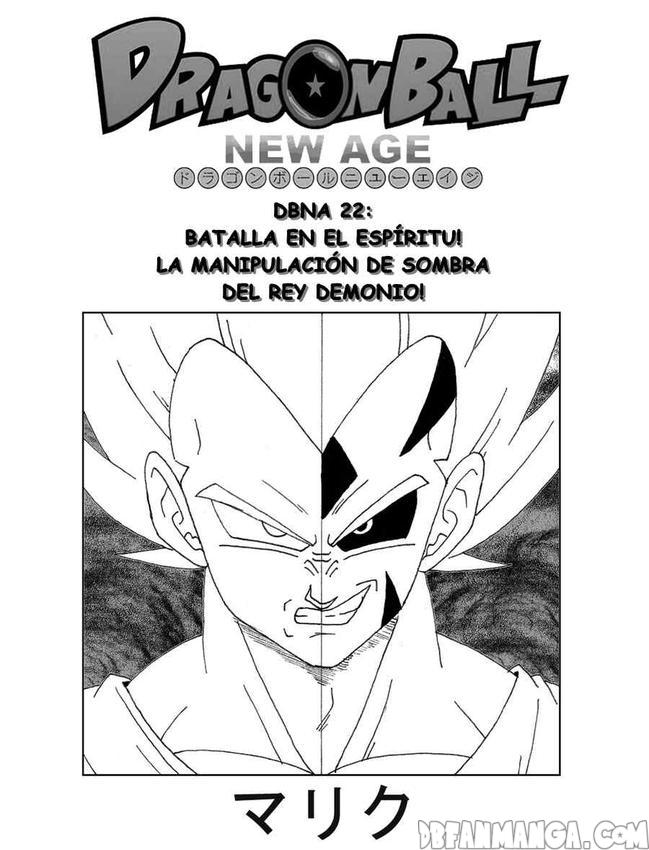 DRAGON BALL
NEW AGE
ドラゴンボールニューエイジ
DBNA 22:
BATALLA EN EL ESPÍRITU!
LA MANIPULACIÓN DE SOMBRA
DEL REY DEMONIO!
マリク
DBFANMANGA.COM